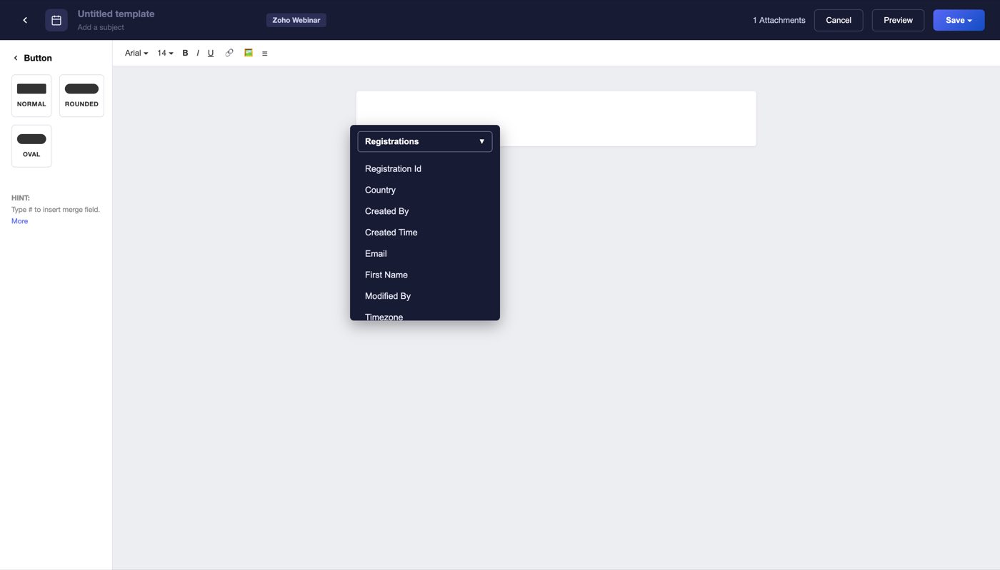 Untitled template
Add a subject
Zoho Webinar
1 Attachments
Cancel
Preview
Save
Button
Arial
14
B
I
U
NORMAL
ROUNDED
OVAL
HINT:
Type # to insert merge field.
More
Registrations
Registration Id
Country
Created By
Created Time
Email
First Name
Modified By
Timezone